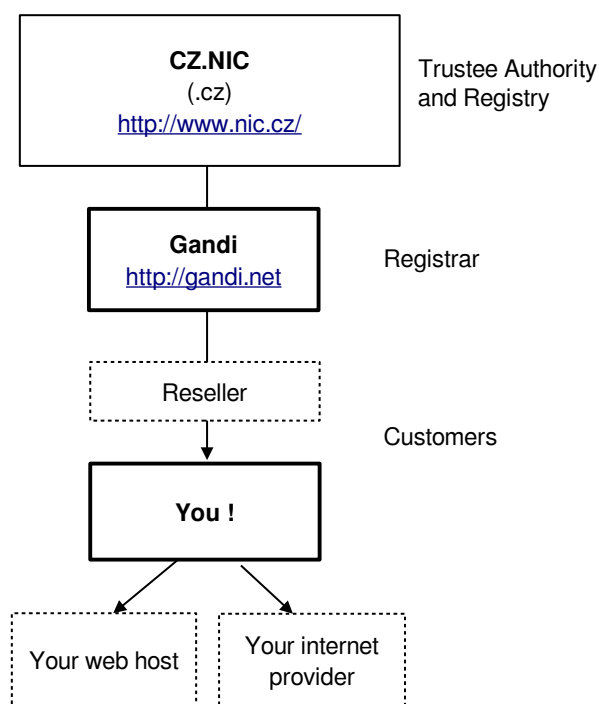 CZ.NIC
(.cz)
http://www.nic.cz/
Trustee Authority
and Registry
Gandi
http://gandi.net
Registrar
Reseller
Customers
You !
Your web host
Your internet
provider